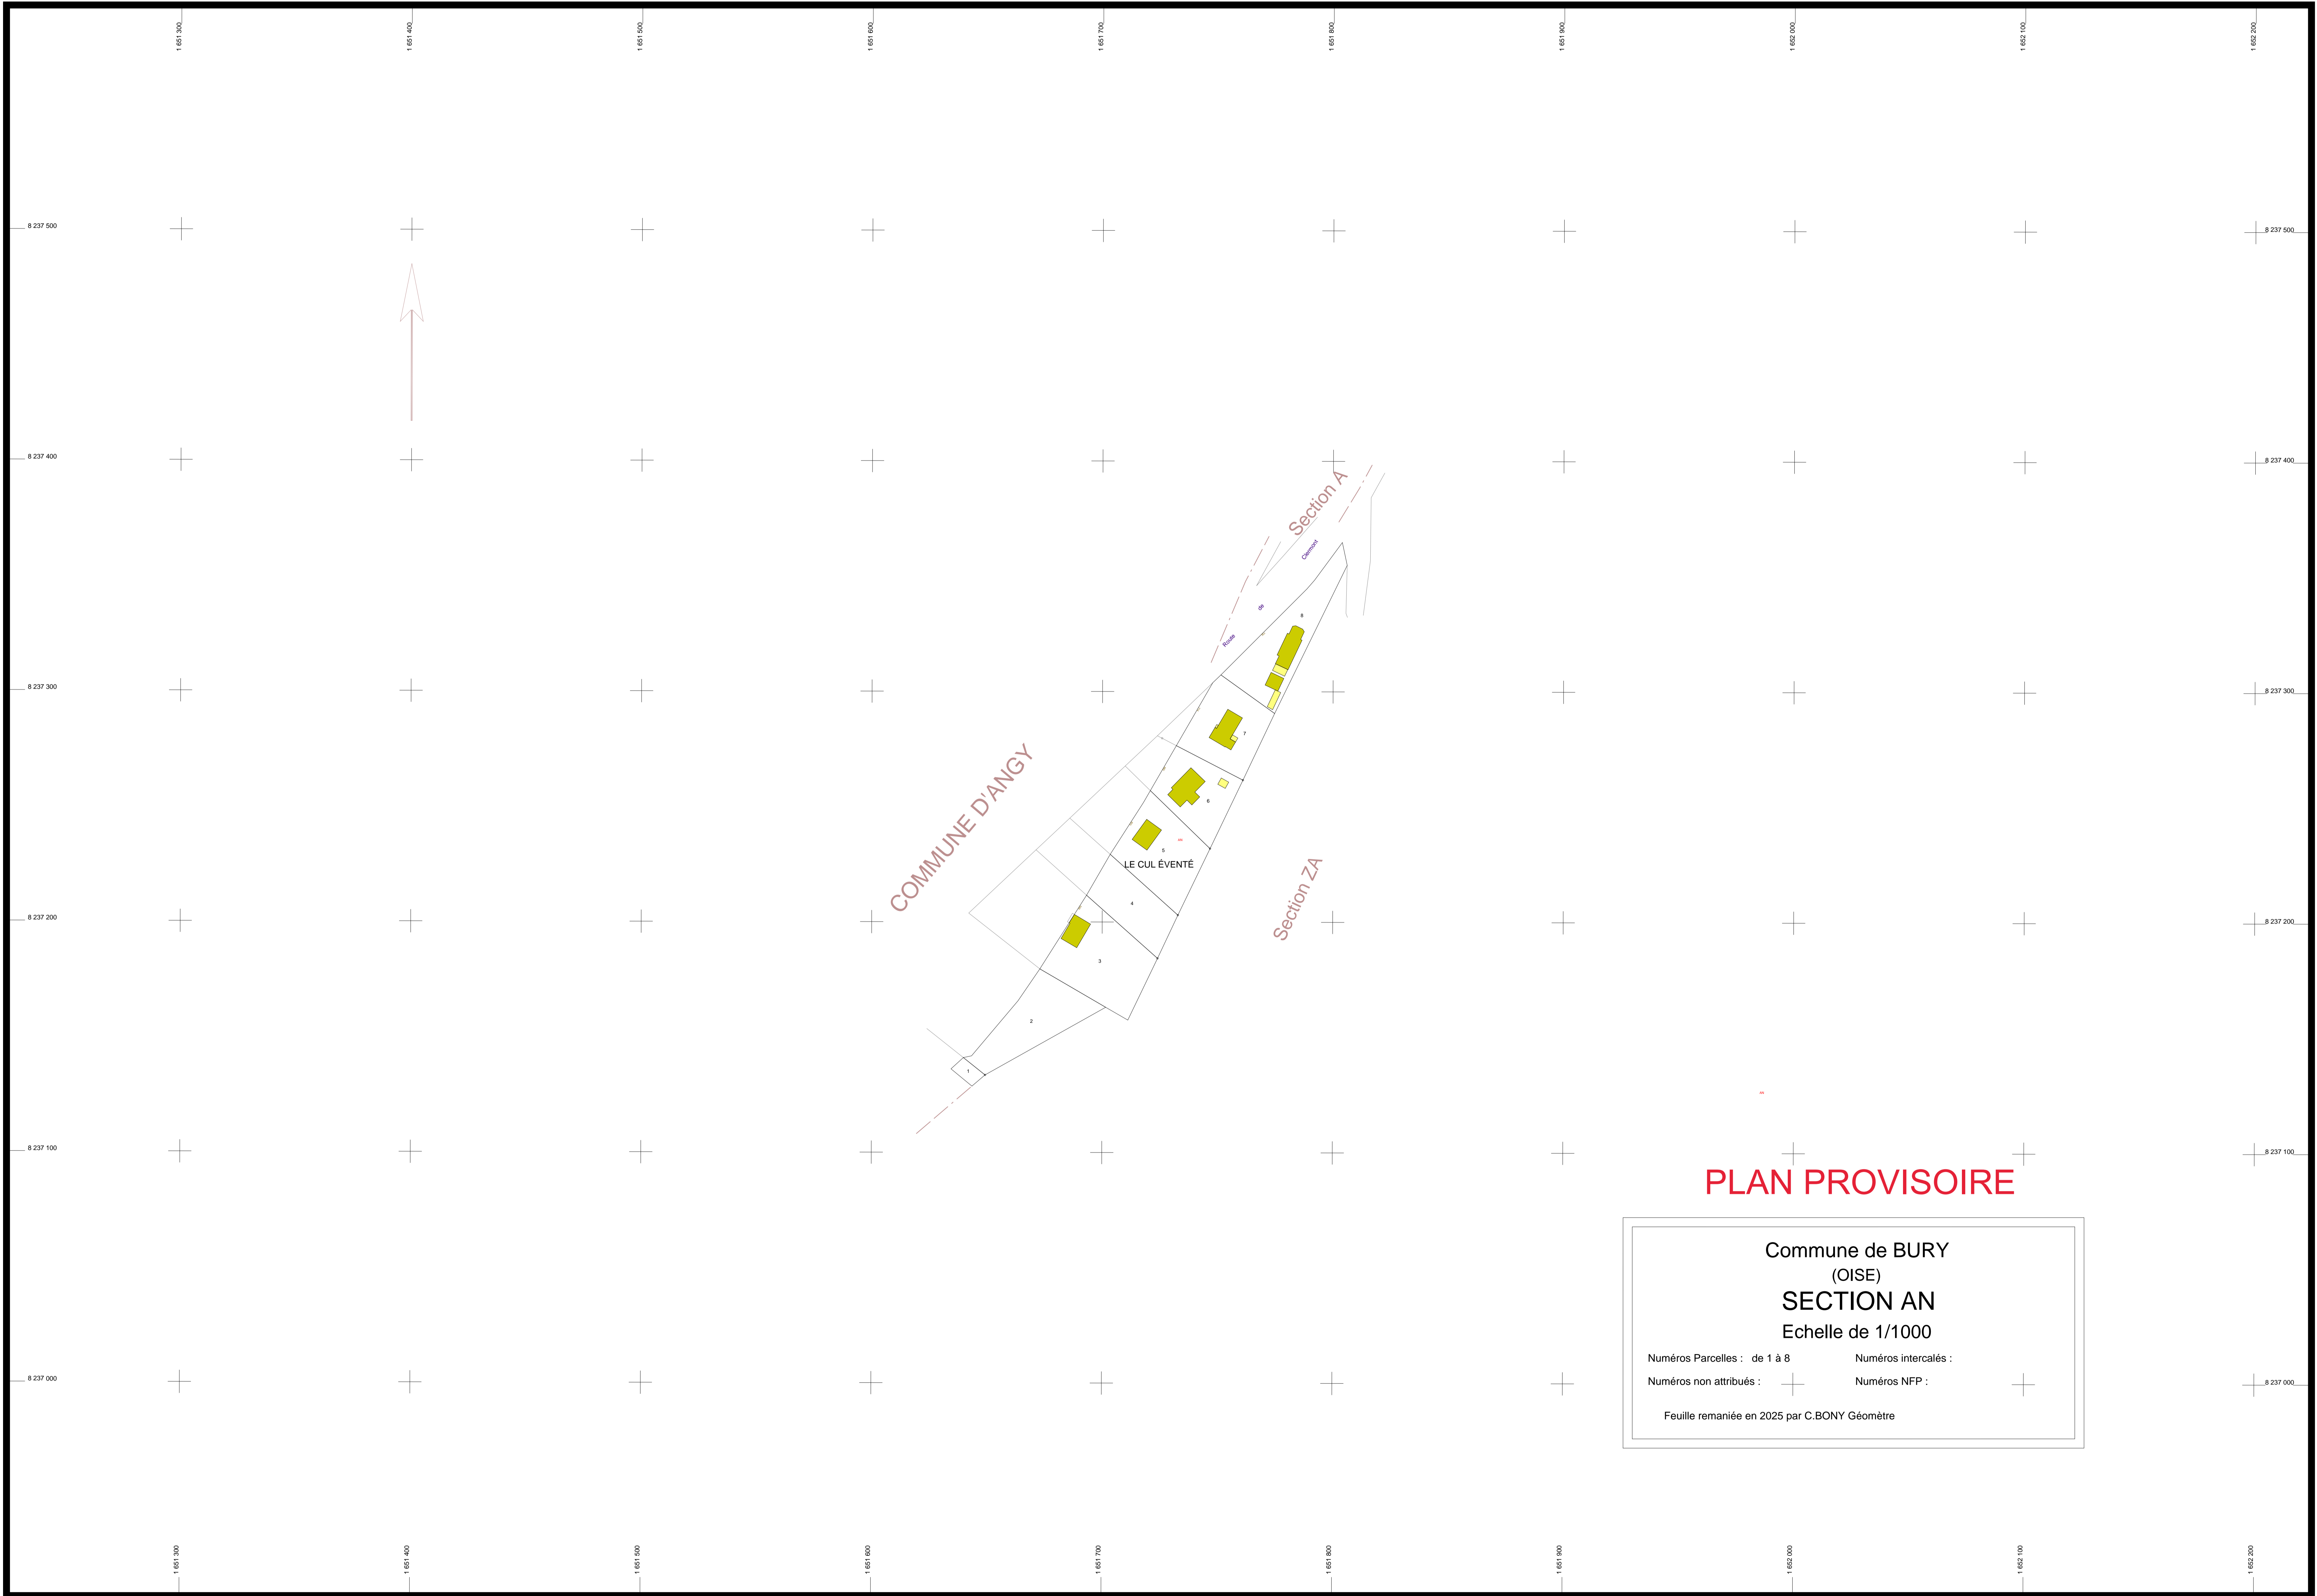 1 651 300
1 651 400
1 651 500
1 651 600
1 651 700
1 651 800
1 651 900
1 652 000
1 652 100
1 652 200
8 237 500
8 237 500
8 237 400
8 237 400
Section A
Clermont
de
Route
8
8 237 300
8 237 300
7
COMMUNE D'ANGY
6
5
LE CUL ÉVENTÉ
Section ZA
4
8 237 200
8 237 200
3
2
1
8 237 100
8 237 100
PLAN PROVISOIRE
Commune de BURY
(OISE)
SECTION AN
Echelle de 1/1000
Numéros Parcelles : de 1 à 8
Numéros intercalés :
Numéros non attribués :
Numéros NFP :
Feuille remaniée en 2025 par C.BONY Géomètre
8 237 000
8 237 000
1 651 300
1 651 400
1 651 500
1 651 600
1 651 700
1 651 800
1 651 900
1 652 000
1 652 100
1 652 200